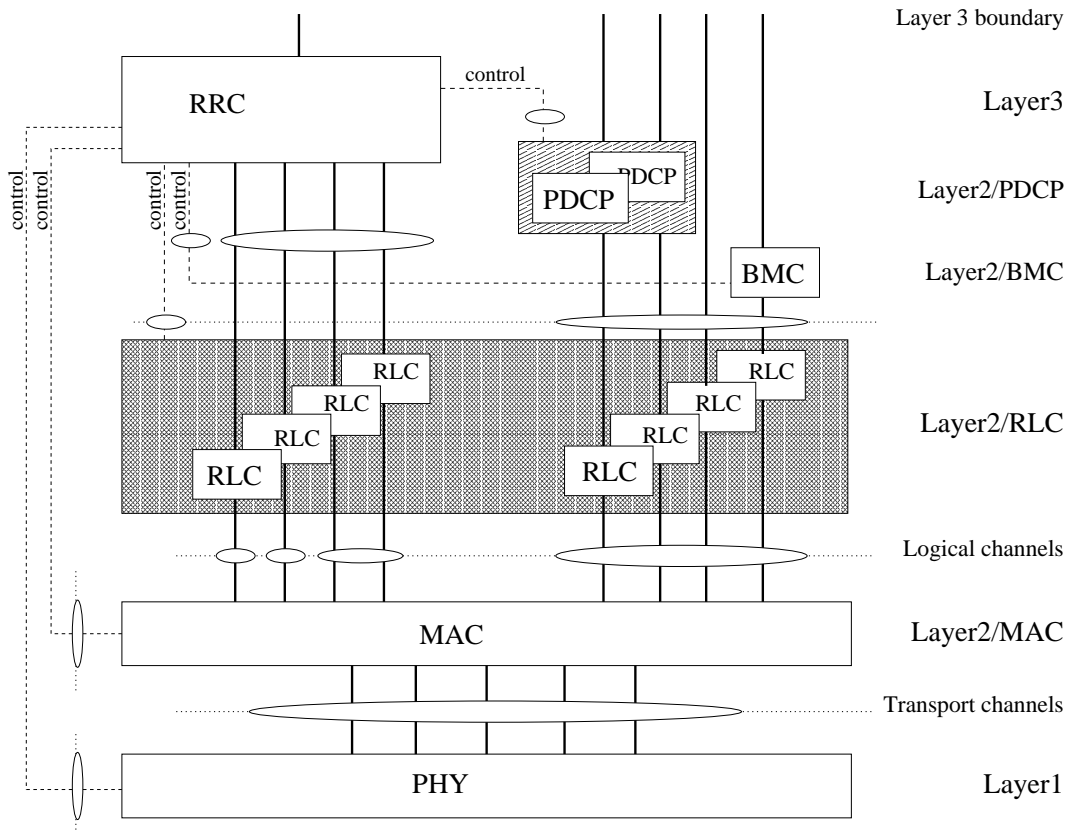 Layer 3 boundary
control
RRC
Layer3
control
control
control
control
PDCP
PDCP
Layer2/PDCP
BMC
Layer2/BMC
RLC
RLC
RLC
RLC
RLC
RLC
RLC
RLC
Layer2/RLC
Logical channels
MAC
Layer2/MAC
Transport channels
PHY
Layer1